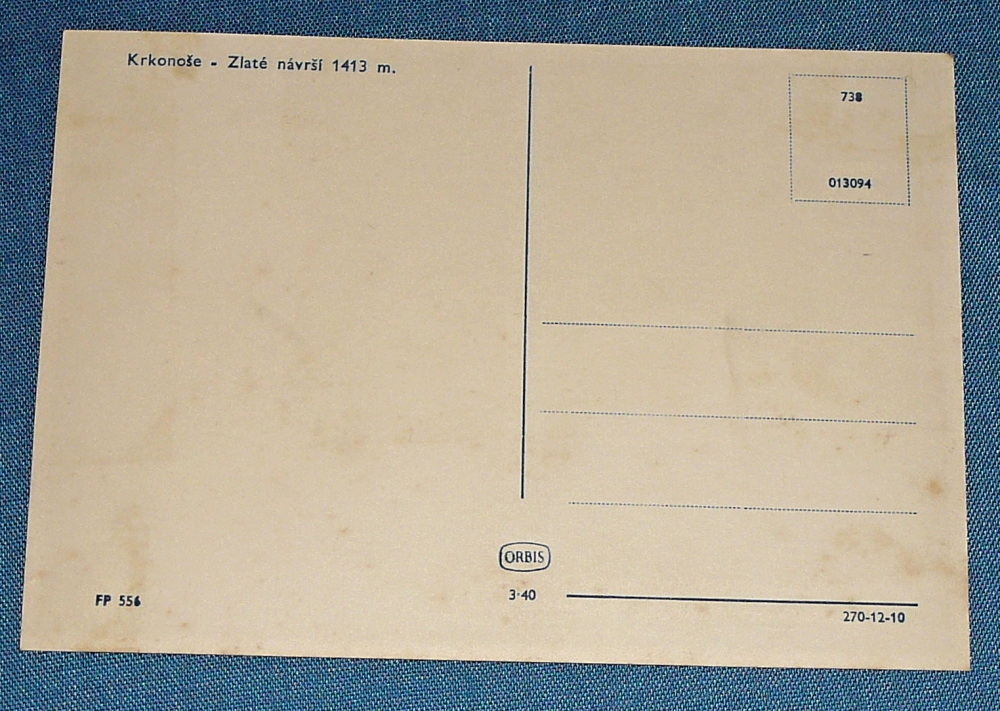 Krkonoše - Zlaté návrší 1413 m.
738
013094
ORBIS
3·40
FP 556
270-12-10